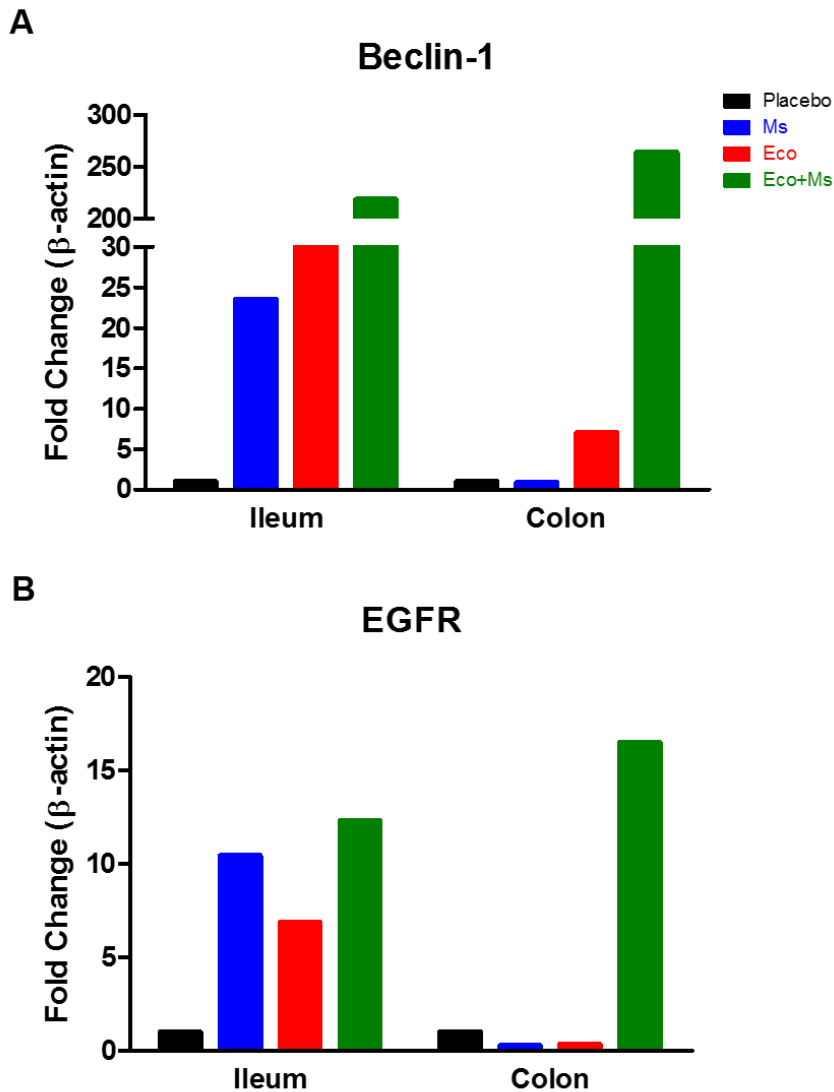 A
Beclin-1
Placebo
Ms
Eco
Eco+Ms
Fold Change (β-actin)
300
250
200
30
25
20
15
10
5
0
Ileum Colon
B
EGFR
Fold Change (β-actin)
20
15
10
5
0
Ileum Colon